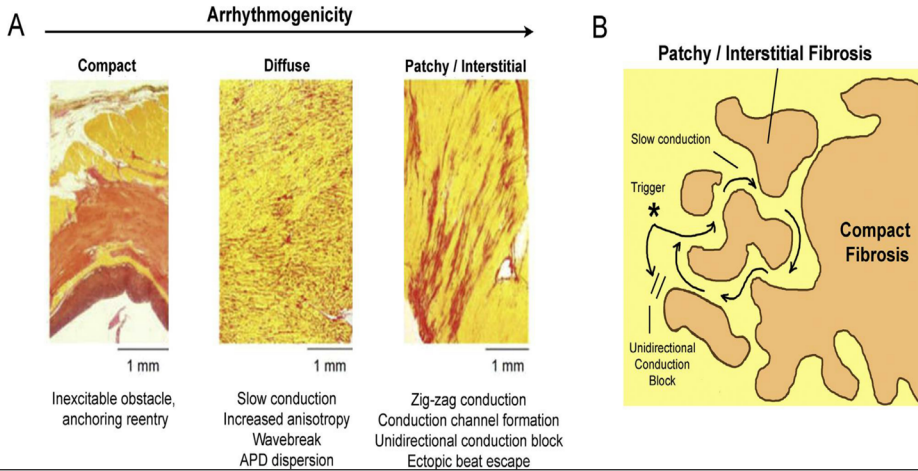 A
Arrhythmogenicity
Compact
Diffuse
Patchy / Interstitial
1 mm
1 mm
1 mm
Inexcitable obstacle,
anchoring reentry
Slow conduction
Increased anisotropy
Wavebreak
APD dispersion
Zig-zag conduction
Conduction channel formation
Unidirectional conduction block
Ectopic beat escape
B
Patchy / Interstitial Fibrosis
Slow conduction
Trigger
*
Compact
Fibrosis
Unidirectional
Conduction
Block